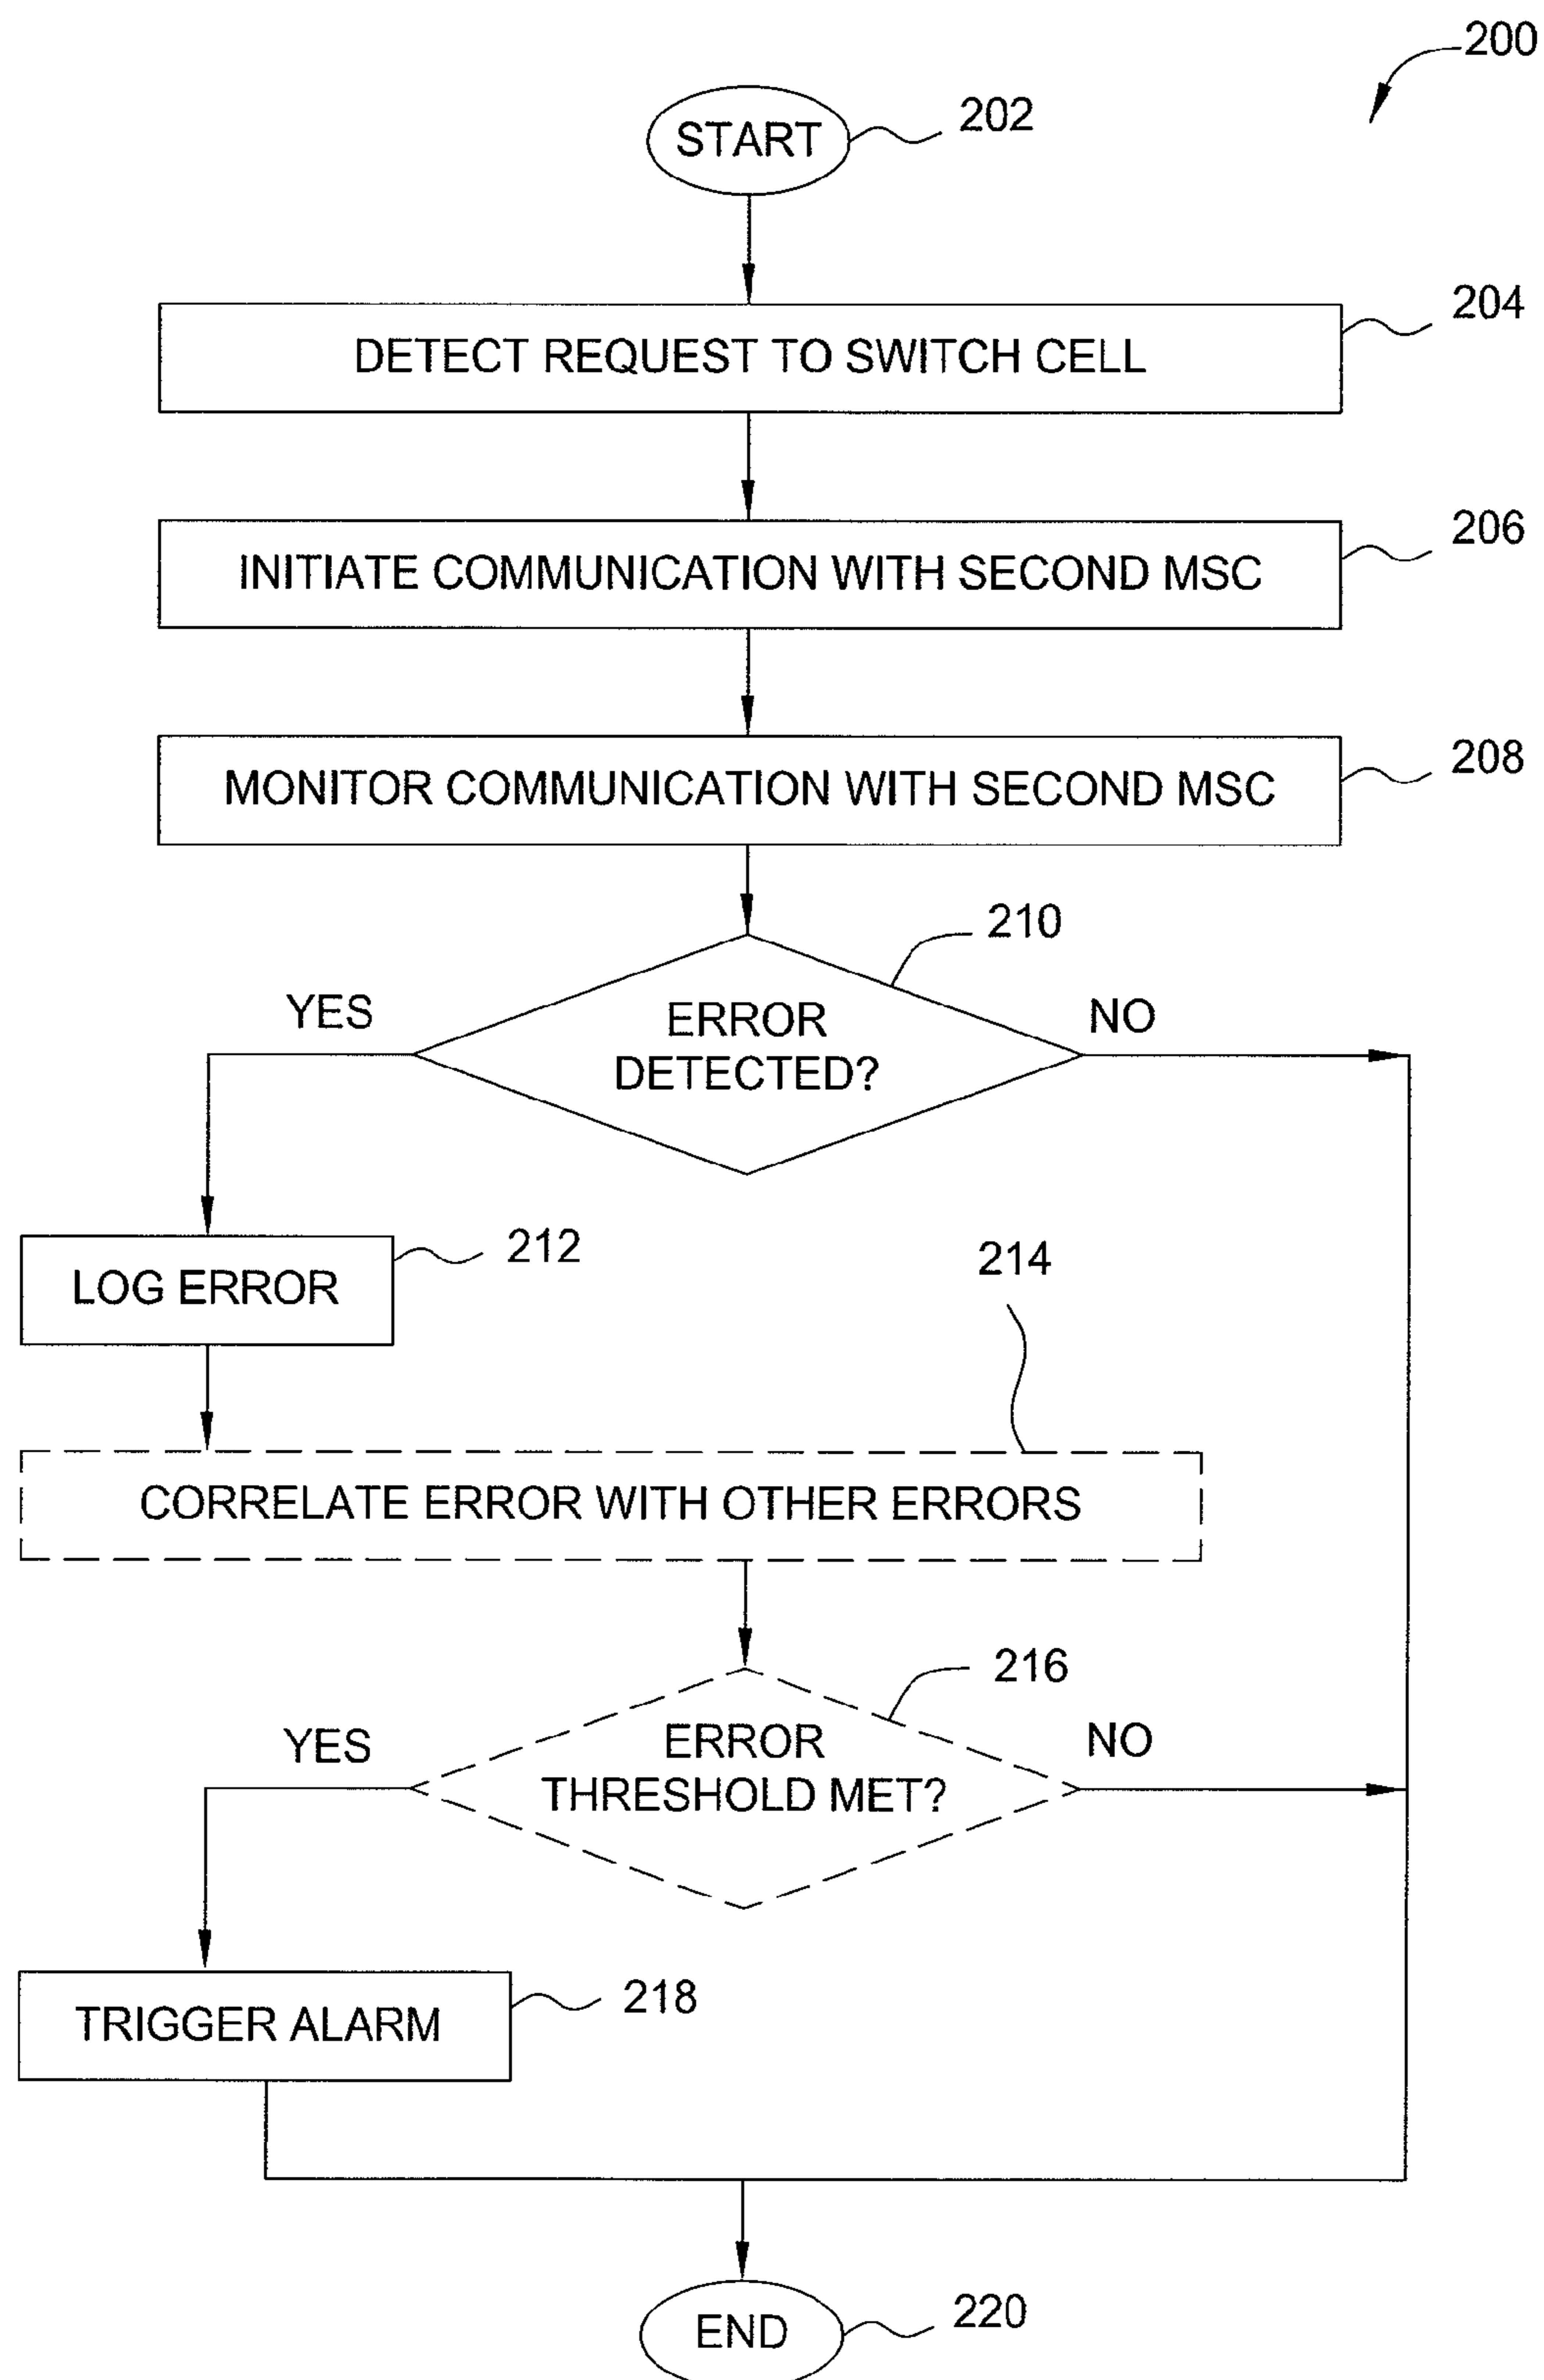 200
START
202
DETECT REQUEST TO SWITCH CELL
204
INITIATE COMMUNICATION WITH SECOND MSC
206
MONITOR COMMUNICATION WITH SECOND MSC
208
210
YES
ERROR
DETECTED?
NO
LOG ERROR
212
214
CORRELATE ERROR WITH OTHER ERRORS
216
YES
ERROR
THRESHOLD MET?
NO
TRIGGER ALARM
218
END
220